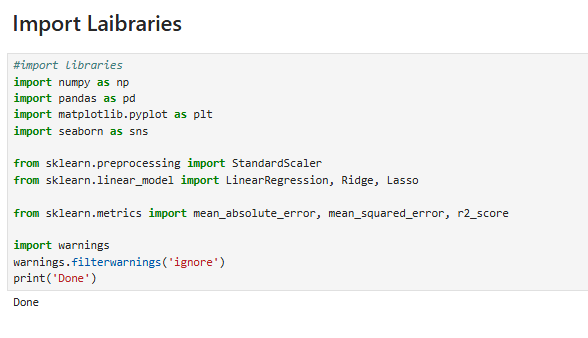 Import Laibraries
#import libraries
import numpy as np
import pandas as pd
import matplotlib.pyplot as plt
import seaborn as sns
from sklearn.preprocessing import StandardScaler
from sklearn.linear_model import LinearRegression, Ridge, Lasso
from sklearn.metrics import mean_absolute_error, mean_squared_error, r2_score
import warnings
warnings.filterwarnings('ignore')
print('Done')
Done